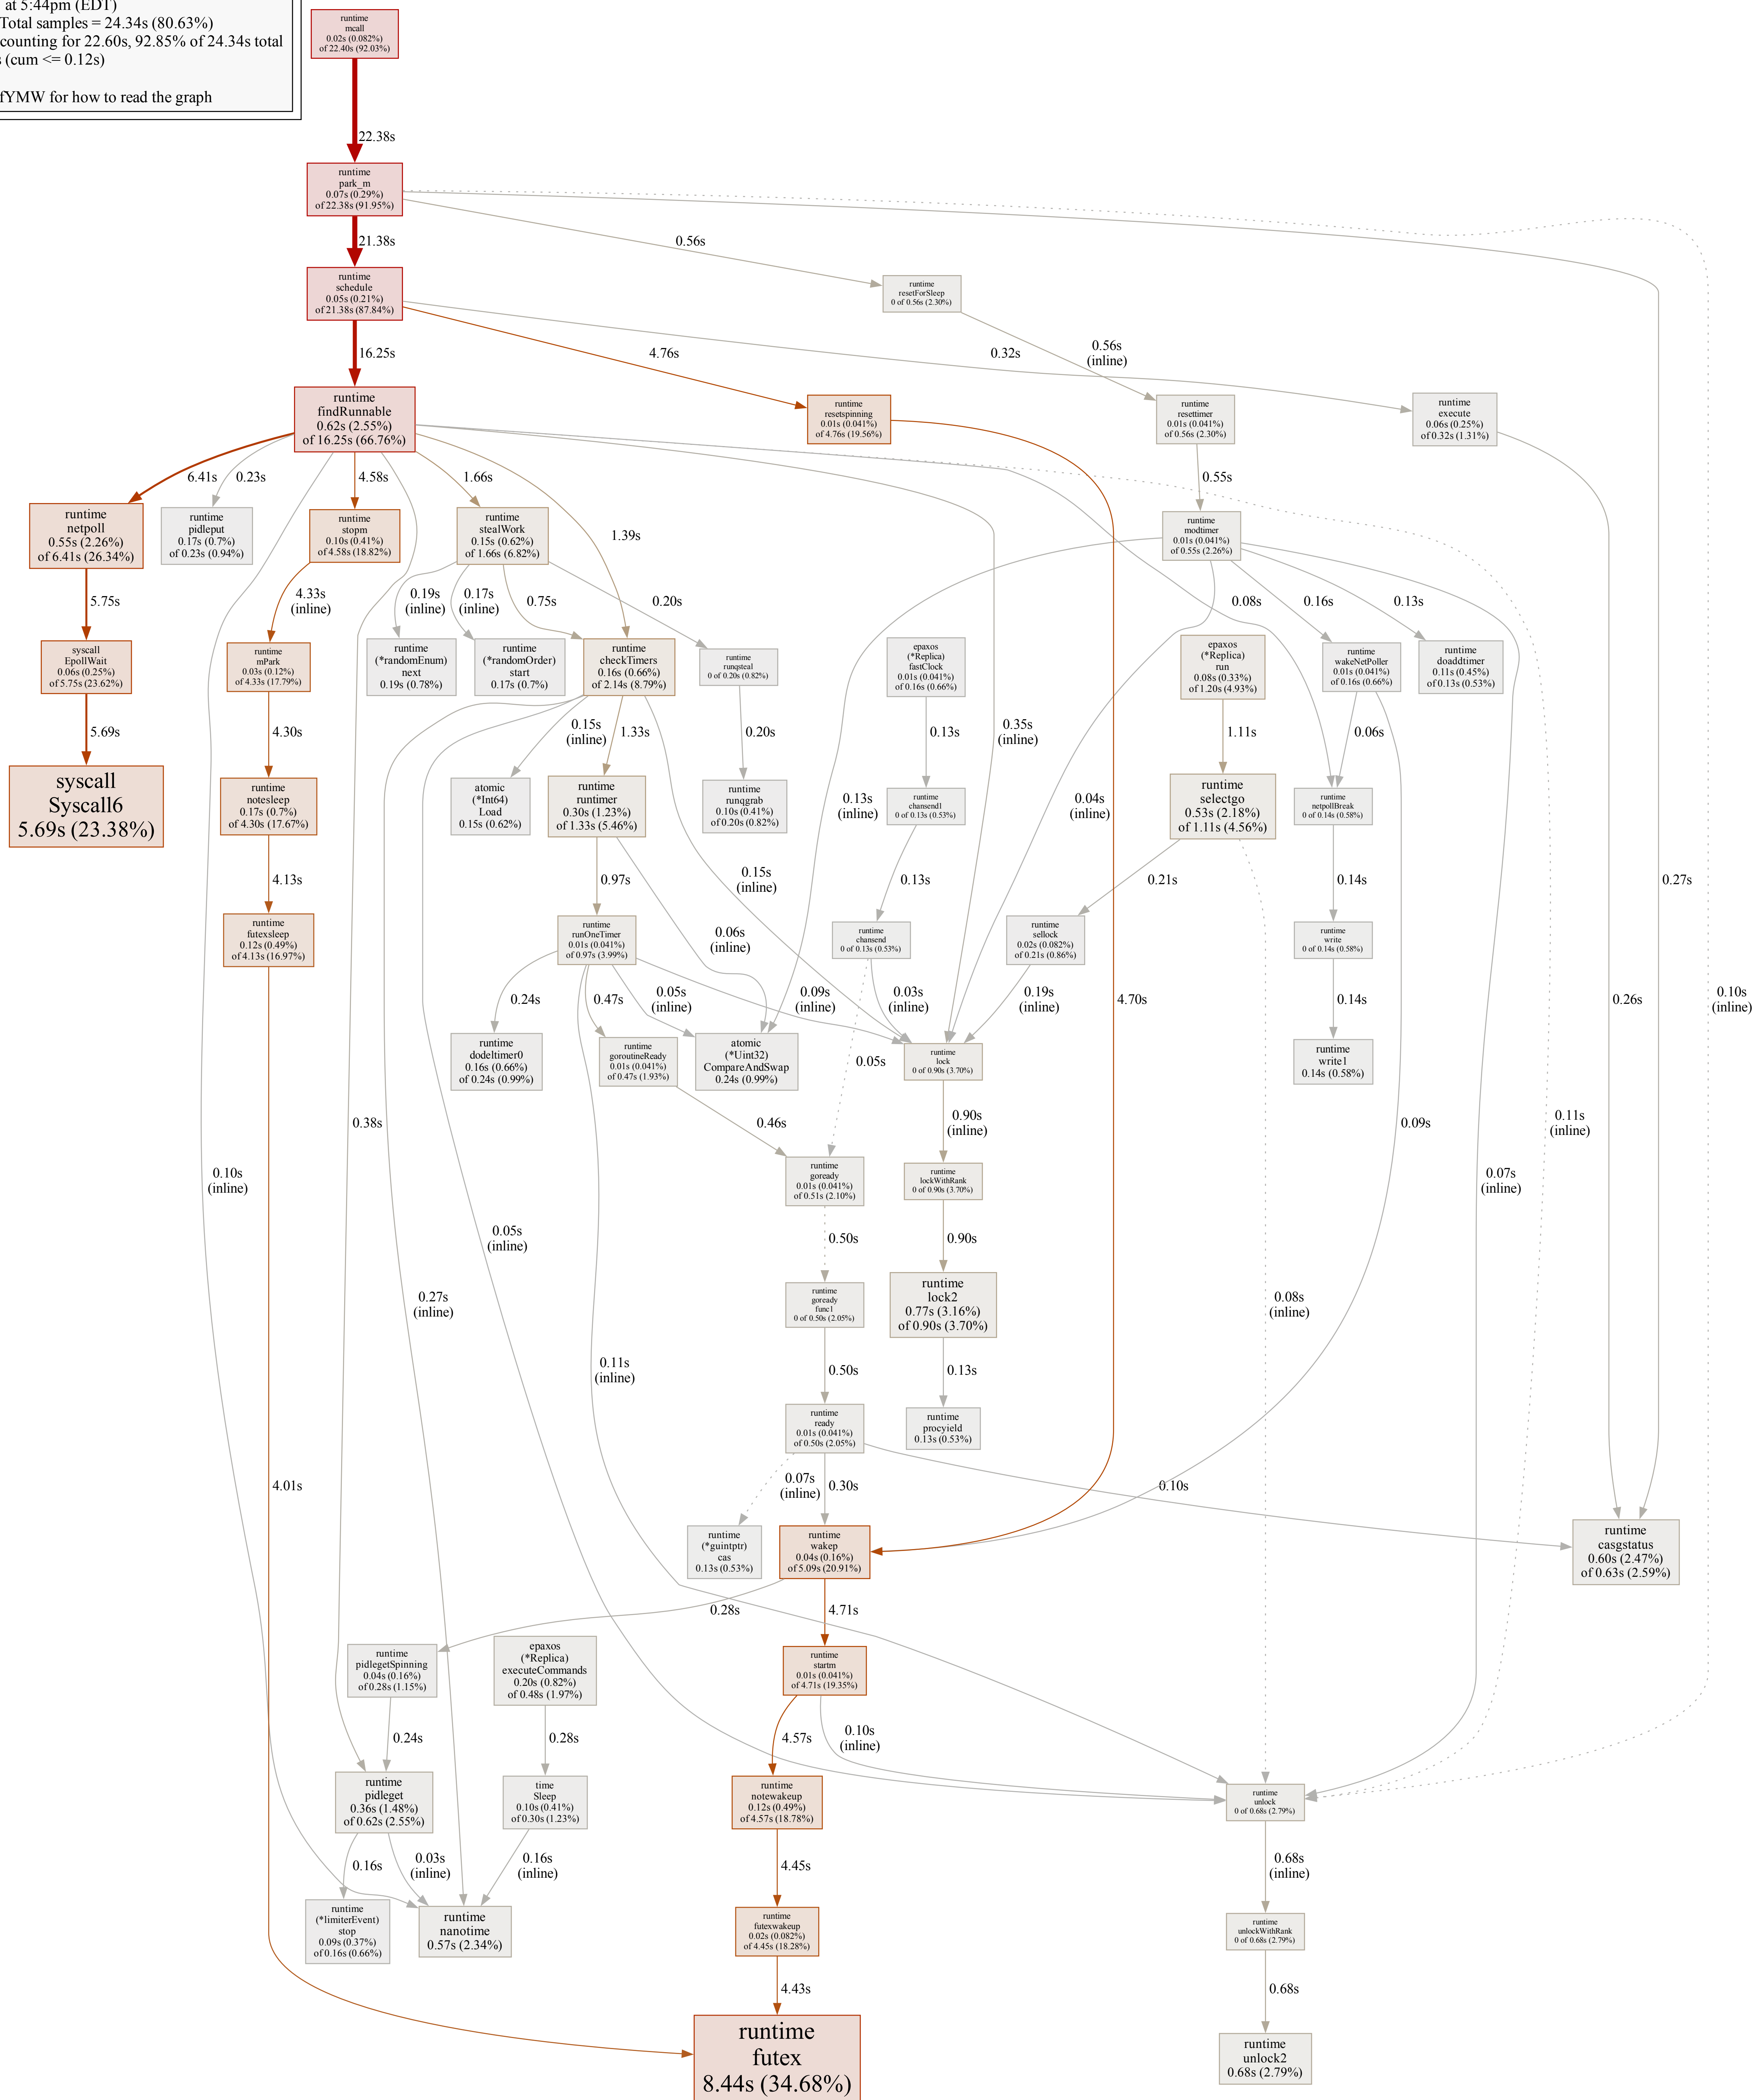 at 5:44pm (EDT)
Total samples = 24.34s (80.63%)
counting for 22.60s, 92.85% of 24.34s total
s (cum <= 0.12s)
fYMW for how to read the graph
runtime
mcall
0.02s (0.082%)
of 22.40s (92.03%)
22.38s
runtime
park_m
0.07s (0.29%)
of 22.38s (91.95%)
21.38s
0.56s
runtime
schedule
0.05s (0.21%)
of 21.38s (87.84%)
runtime
resetForSleep
0 of 0.56s (2.30%)
16.25s
4.76s
0.32s
0.56s
(inline)
runtime
findRunnable
0.62s (2.55%)
of 16.25s (66.76%)
runtime
resetspinning
0.01s (0.041%)
of 4.76s (19.56%)
runtime
resettimer
0.01s (0.041%)
of 0.56s (2.30%)
runtime
execute
0.06s (0.25%)
of 0.32s (1.31%)
6.41s
0.23s
4.58s
1.66s
1.39s
0.55s
runtime
netpoll
0.55s (2.26%)
of 6.41s (26.34%)
runtime
pidleput
0.17s (0.7%)
of 0.23s (0.94%)
runtime
stopm
0.10s (0.41%)
of 4.58s (18.82%)
runtime
stealWork
0.15s (0.62%)
of 1.66s (6.82%)
runtime
modtimer
0.01s (0.041%)
of 0.55s (2.26%)
5.75s
4.33s
(inline)
0.19s
(inline)
0.17s
(inline)
0.75s
0.20s
0.08s
0.16s
0.13s
syscall
EpollWait
0.06s (0.25%)
of 5.75s (23.62%)
runtime
mPark
0.03s (0.12%)
of 4.33s (17.79%)
runtime
(*randomEnum)
next
0.19s (0.78%)
runtime
(*randomOrder)
start
0.17s (0.7%)
runtime
checkTimers
0.16s (0.66%)
of 2.14s (8.79%)
runtime
runqsteal
0 of 0.20s (0.82%)
epaxos
(*Replica)
fastClock
0.01s (0.041%)
of 0.16s (0.66%)
epaxos
(*Replica)
run
0.08s (0.33%)
of 1.20s (4.93%)
runtime
wakeNetPoller
0.01s (0.041%)
of 0.16s (0.66%)
runtime
doaddtimer
0.11s (0.45%)
of 0.13s (0.53%)
5.69s
4.30s
0.15s
(inline)
1.33s
0.20s
0.13s
0.35s
(inline)
1.11s
0.06s
syscall
Syscall6
5.69s (23.38%)
runtime
notesleep
0.17s (0.7%)
of 4.30s (17.67%)
atomic
(*Int64)
Load
0.15s (0.62%)
runtime
runtimer
0.30s (1.23%)
of 1.33s (5.46%)
runtime
runqgrab
0.10s (0.41%)
of 0.20s (0.82%)
0.13s
(inline)
runtime
chansend1
0 of 0.13s (0.53%)
0.04s
(inline)
runtime
selectgo
0.53s (2.18%)
of 1.11s (4.56%)
runtime
netpollBreak
0 of 0.14s (0.58%)
4.13s
0.97s
0.15s
(inline)
0.13s
0.21s
0.14s
0.27s
runtime
futexsleep
0.12s (0.49%)
of 4.13s (16.97%)
runtime
runOneTimer
0.01s (0.041%)
of 0.97s (3.99%)
0.06s
(inline)
runtime
chansend
0 of 0.13s (0.53%)
runtime
sellock
0.02s (0.082%)
of 0.21s (0.86%)
runtime
write
0 of 0.14s (0.58%)
0.24s
0.47s
0.05s
(inline)
0.09s
(inline)
0.03s
(inline)
0.19s
(inline)
4.70s
0.14s
0.26s
0.10s
(inline)
runtime
dodeltimer0
0.16s (0.66%)
of 0.24s (0.99%)
runtime
goroutineReady
0.01s (0.041%)
of 0.47s (1.93%)
atomic
(*Uint32)
CompareAndSwap
0.24s (0.99%)
0.05s
runtime
lock
0 of 0.90s (3.70%)
runtime
write1
0.14s (0.58%)
0.38s
0.46s
0.90s
(inline)
0.09s
0.11s
(inline)
0.10s
(inline)
runtime
goready
0.01s (0.041%)
of 0.51s (2.10%)
runtime
lockWithRank
0 of 0.90s (3.70%)
0.07s
(inline)
0.05s
(inline)
0.50s
0.90s
0.27s
(inline)
runtime
goready
func1
0 of 0.50s (2.05%)
runtime
lock2
0.77s (3.16%)
of 0.90s (3.70%)
0.08s
(inline)
0.11s
(inline)
0.50s
0.13s
runtime
ready
0.01s (0.041%)
of 0.50s (2.05%)
runtime
procyield
0.13s (0.53%)
4.01s
0.07s
(inline)
0.30s
0.10s
runtime
(*guintptr)
cas
0.13s (0.53%)
runtime
wakep
0.04s (0.16%)
of 5.09s (20.91%)
runtime
casgstatus
0.60s (2.47%)
of 0.63s (2.59%)
0.28s
4.71s
runtime
pidlegetSpinning
0.04s (0.16%)
of 0.28s (1.15%)
epaxos
(*Replica)
executeCommands
0.20s (0.82%)
of 0.48s (1.97%)
runtime
startm
0.01s (0.041%)
of 4.71s (19.35%)
0.24s
0.28s
4.57s
0.10s
(inline)
runtime
pidleget
0.36s (1.48%)
of 0.62s (2.55%)
time
Sleep
0.10s (0.41%)
of 0.30s (1.23%)
runtime
notewakeup
0.12s (0.49%)
of 4.57s (18.78%)
runtime
unlock
0 of 0.68s (2.79%)
0.16s
0.03s
(inline)
0.16s
(inline)
4.45s
0.68s
(inline)
runtime
(*limiterEvent)
stop
0.09s (0.37%)
of 0.16s (0.66%)
runtime
nanotime
0.57s (2.34%)
runtime
futexwakeup
0.02s (0.082%)
of 4.45s (18.28%)
runtime
unlockWithRank
0 of 0.68s (2.79%)
4.43s
0.68s
runtime
futex
8.44s (34.68%)
runtime
unlock2
0.68s (2.79%)